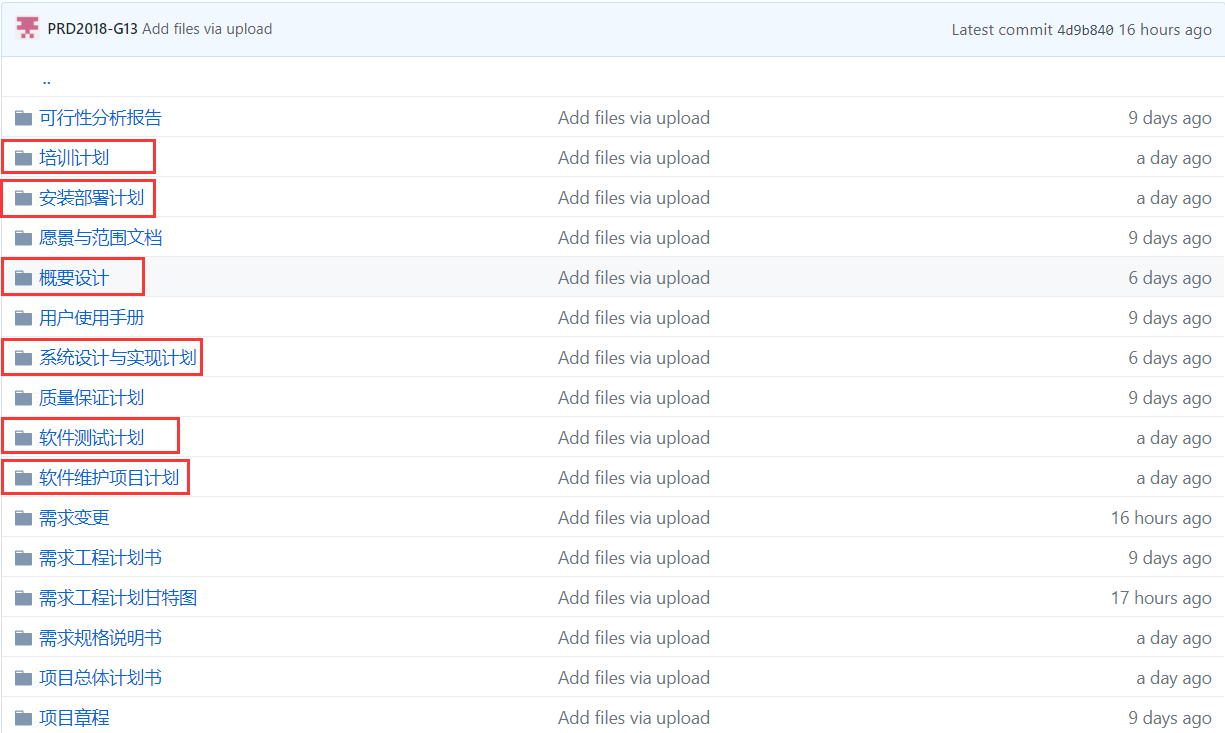 PRD2018-G13 Add files via upload Latest commit 4d9b840 16 hours ago
..
可行性分析报告 Add files via upload 9 days ago
培训计划 Add files via upload a day ago
安装部署计划 Add files via upload a day ago
愿景与范围文档 Add files via upload 9 days ago
概要设计 Add files via upload 6 days ago
用户使用手册 Add files via upload 9 days ago
系统设计与实现计划 Add files via upload 6 days ago
质量保证计划 Add files via upload 9 days ago
软件测试计划 Add files via upload a day ago
软件维护项目计划 Add files via upload a day ago
需求变更 Add files via upload 16 hours ago
需求工程计划书 Add files via upload 9 days ago
需求工程计划甘特图 Add files via upload 17 hours ago
需求规格说明书 Add files via upload a day ago
项目总体计划书 Add files via upload a day ago
项目章程 Add files via upload 9 days ago